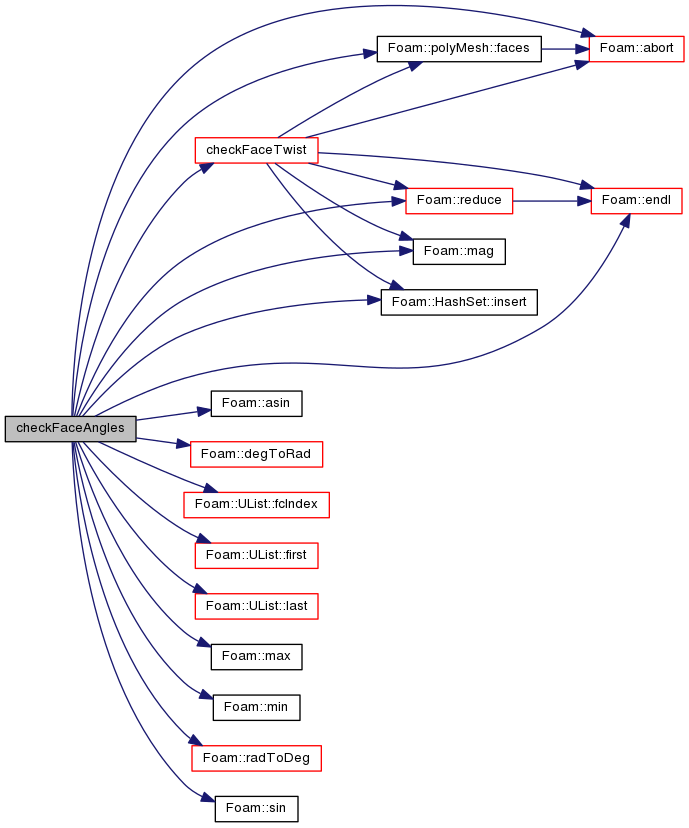 Foam::polyMesh::faces
Foam::abort
checkFaceTwist
Foam::reduce
Foam::endl
Foam::mag
Foam::HashSet::insert
Foam::asin
checkFaceAngles
Foam::degToRad
Foam::UList::fcIndex
Foam::UList::first
Foam::UList::last
Foam::max
Foam::min
Foam::radToDeg
Foam::sin